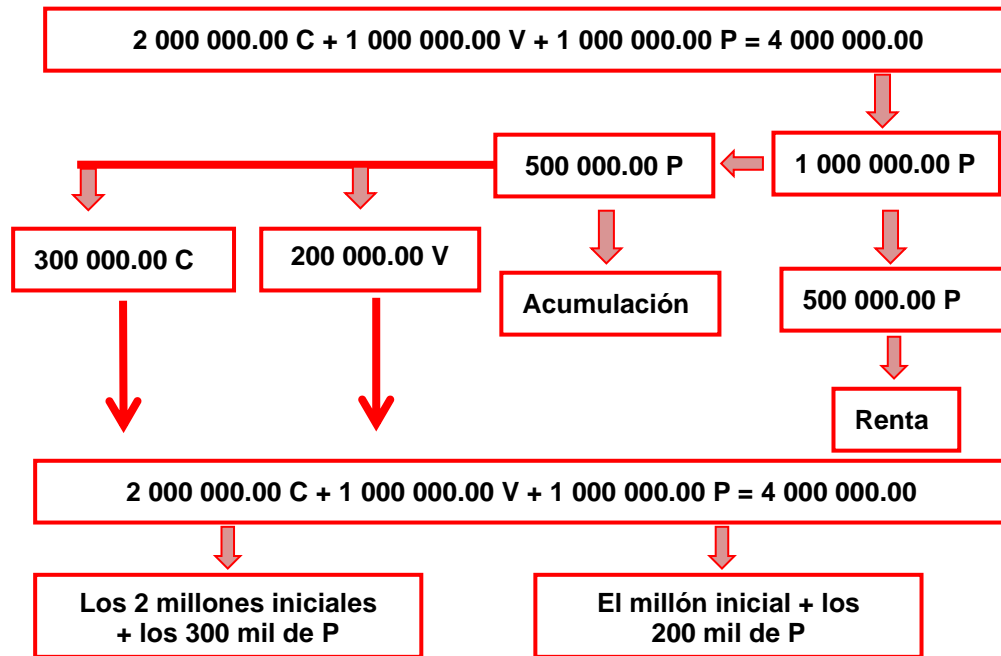 2 000 000.00 C + 1 000 000.00 V + 1 000 000.00 P = 4 000 000.00
500 000.00 P
1 000 000.00 P
300 000.00 C
200 000.00 V
Acumulación
500 000.00 P
Renta
2 000 000.00 C + 1 000 000.00 V + 1 000 000.00 P = 4 000 000.00
Los 2 millones iniciales
+ los 300 mil de P
El millón inicial + los
200 mil de P